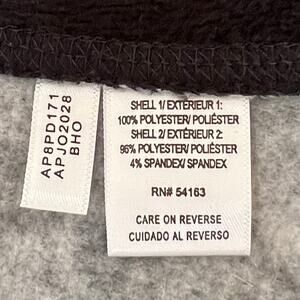 AP8PD171
APJO2028
BHO
SHELL 1/ EXTÉRIEUR 1:
100% POLYESTER/ POLIÉSTER
SHELL 2/ EXTÉRIEUR 2:
96% POLYESTER/ POLIÉSTER
4% SPANDEX/ SPANDEX
RN# 54163
CARE ON REVERSE
CUIDADO AL REVERSO